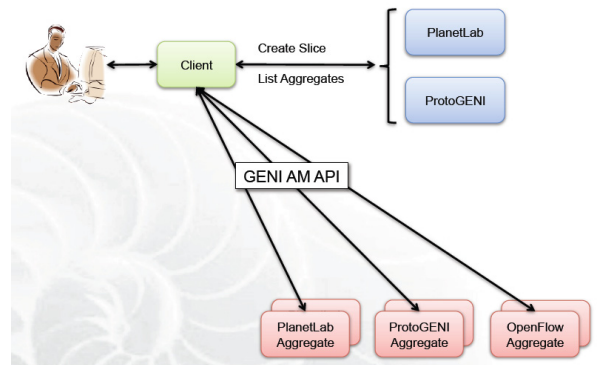 PlanetLab
Create Slice
Client
List Aggregates
ProtoGENI
GENI AM API
PlanetLab
Aggregate
ProtoGENI
Aggregate
OpenFlow
Aggregate